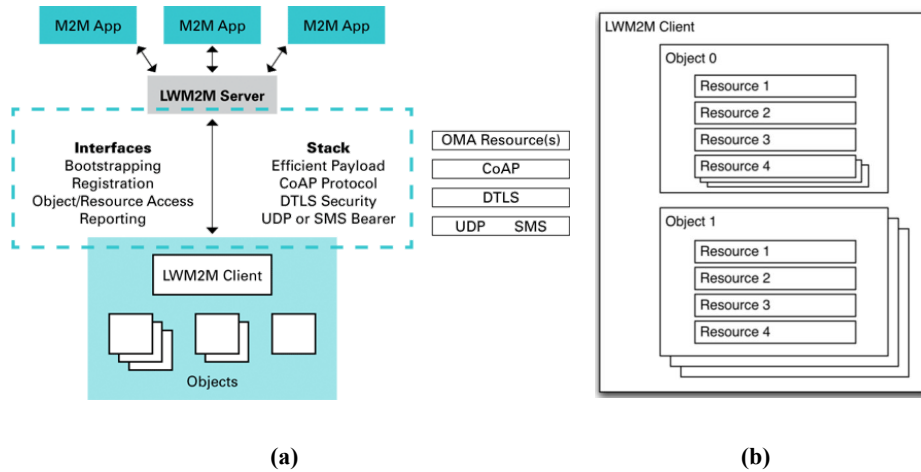 M2M App
M2M App
M2M App
LWM2M Server
Interfaces
Bootstrapping
Registration
Object/Resource Access
Reporting
Stack
Efficient Payload
CoAP Protocol
DTLS Security
UDP or SMS Bearer
LWM2M Client
Objects
OMA Resource(s)
CoAP
DTLS
UDP SMS
(a)
LWM2M Client
Object 0
Resource 1
Resource 2
Resource 3
Resource 4
Object 1
Resource 1
Resource 2
Resource 3
Resource 4
(b)